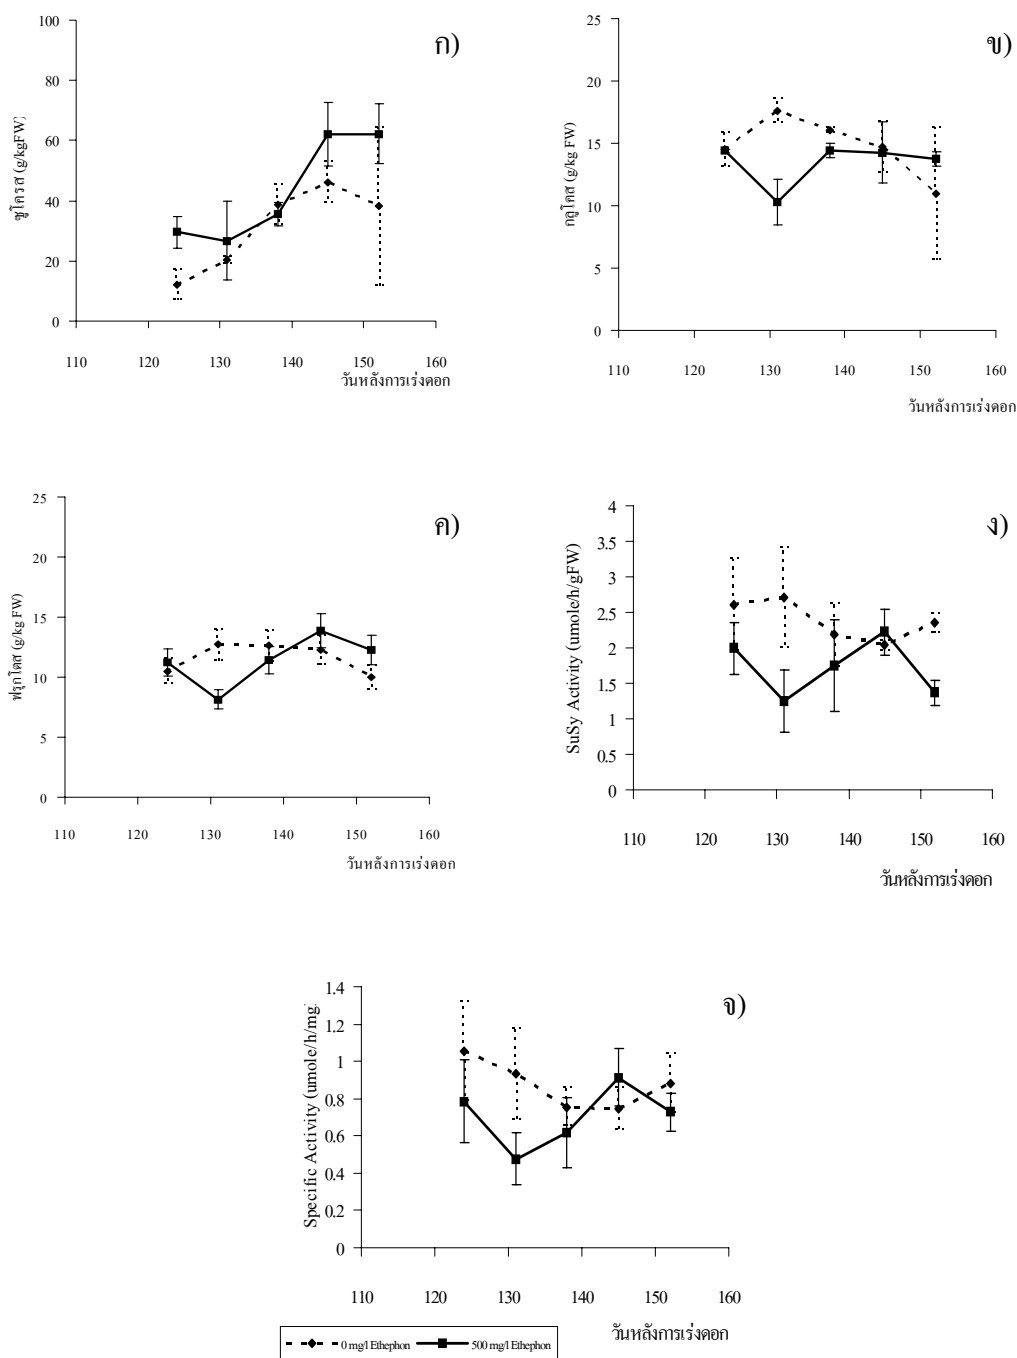 ก)
ซูโครส (g/kgFW)
100
80
60
40
20
0
110 120 130 140 150 160
วันหลังการเร่งดอก
ข)
กลูโคส (g/kg FW)
25
20
15
10
5
0
110 120 130 140 150 160
วันหลังการเร่งดอก
ค)
ฟรุกโตส (g/kg FW)
25
20
15
10
5
0
110 120 130 140 150 160
วันหลังการเร่งดอก
ง)
SuSy Activity (umole/h/gFW)
4
3.5
3
2.5
2
1.5
1
0.5
0
110 120 130 140 150 160
วันหลังการเร่งดอก
จ)
Specific Activity (umole/h/mg
1.4
1.2
1
0.8
0.6
0.4
0.2
0
110 120 130 140 150 160
วันหลังการเร่งดอก
0 mg/l Ethephon 500 mg/l Ethephon